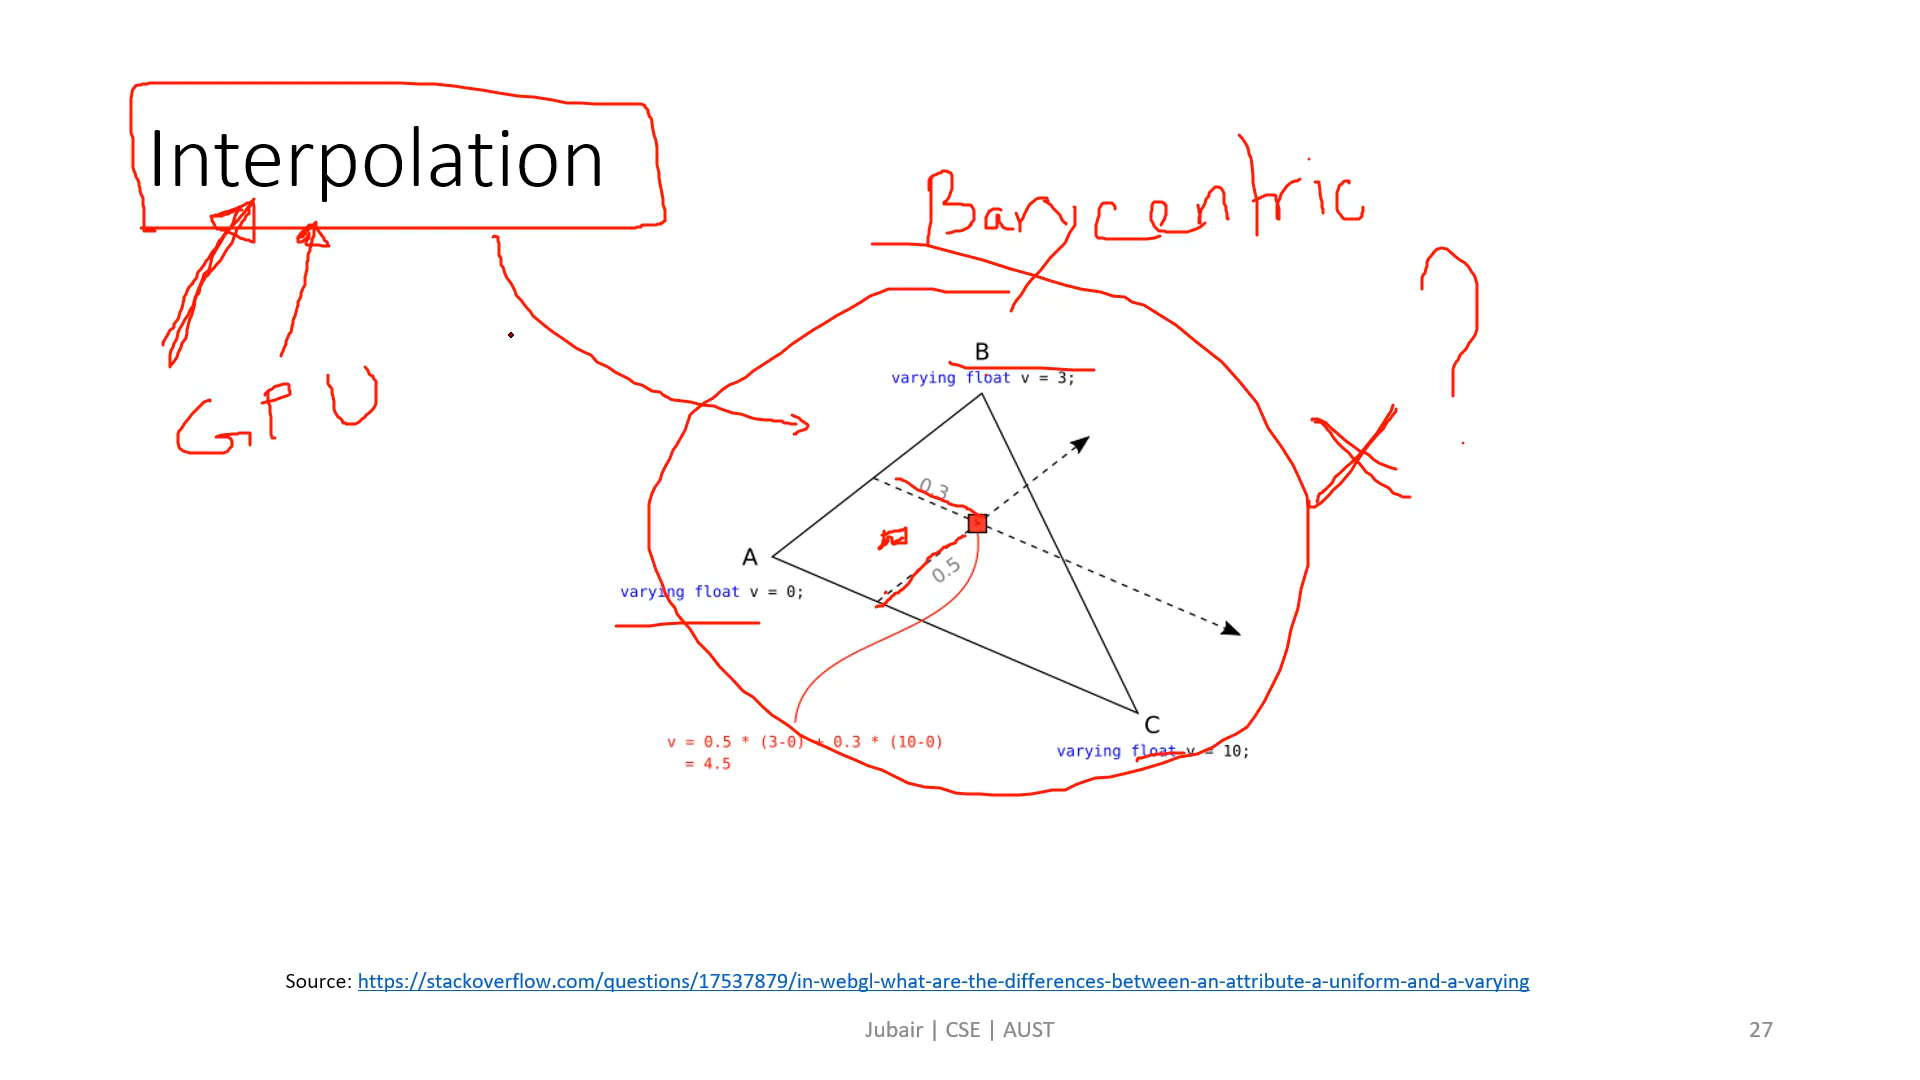 Interpolation
Barycentric
?
GPU
B
varying float v = 3;
0.3
A
0.5
varying float v = 0;
C
v = 0.5 * (3-0) + 0.3 * (10-0)
= 4.5
varying float v = 10;
Source: https://stackoverflow.com/questions/17537879/in-webgl-what-are-the-differences-between-an-attribute-a-uniform-and-a-varying
Jubair | CSE | AUST
27